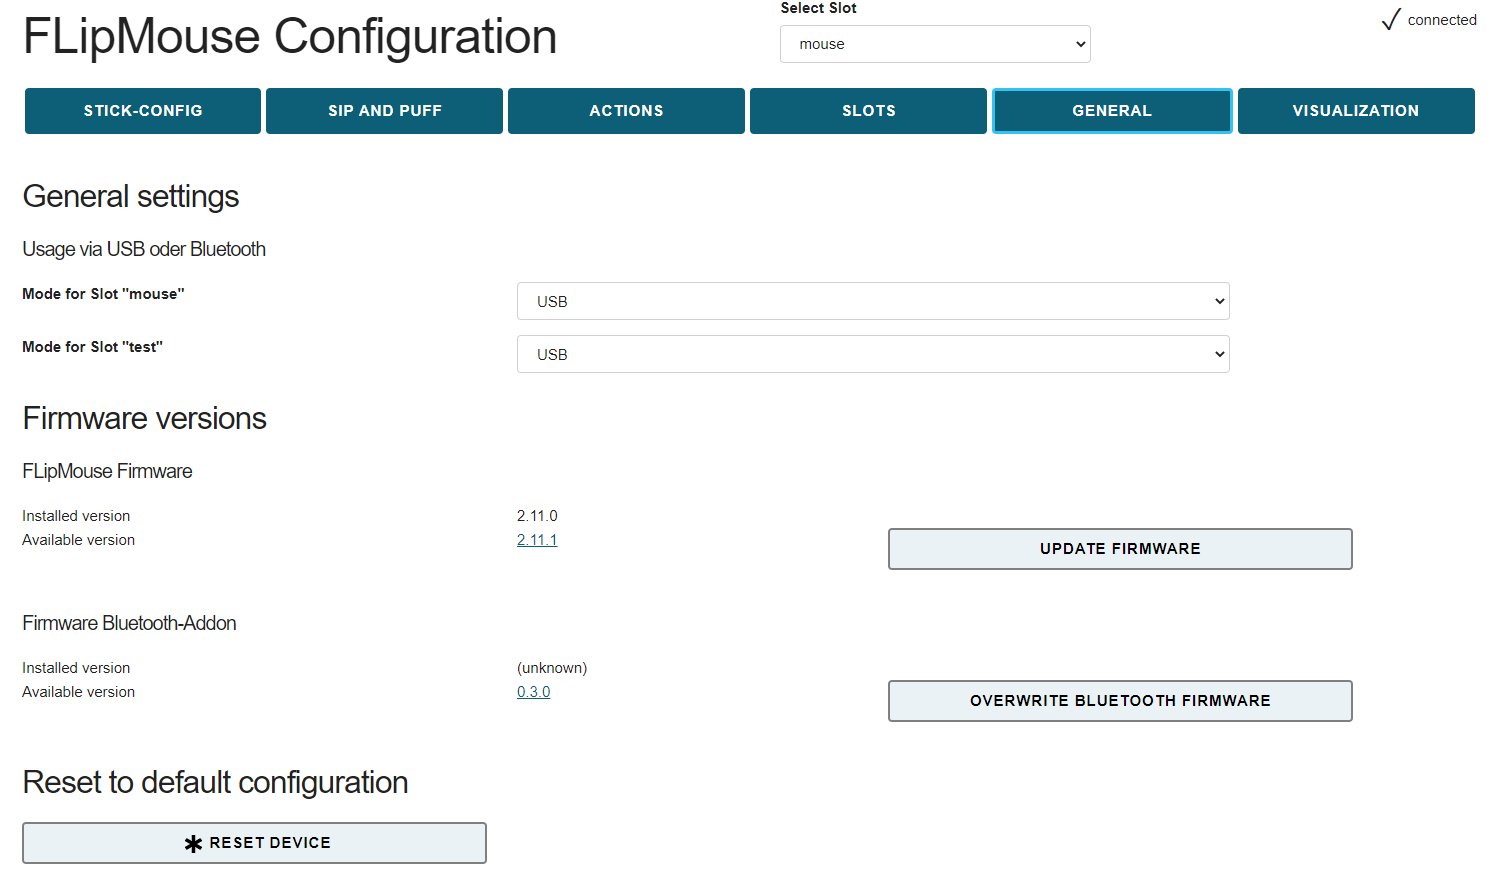 FLipMouse Configuration
Select Slot
mouse
connected
STICK-CONFIG
SIP AND PUFF
ACTIONS
SLOTS
GENERAL
VISUALIZATION
General settings
Usage via USB oder Bluetooth
Mode for Slot "mouse"
USB
Mode for Slot "test"
USB
Firmware versions
FLipMouse Firmware
Installed version
2.11.0
Available version
2.11.1
UPDATE FIRMWARE
Firmware Bluetooth-Addon
Installed version
(unknown)
Available version
0.3.0
OVERWRITE BLUETOOTH FIRMWARE
Reset to default configuration
RESET DEVICE